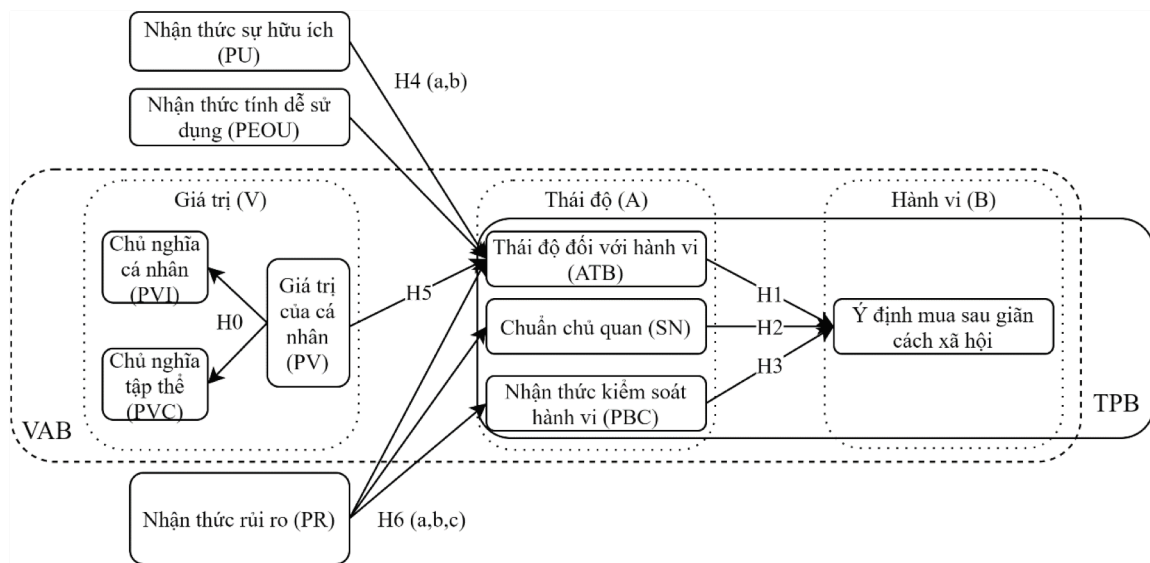 Nhận thức sự hữu ích
(PU)
H4 (a,b)
Nhận thức tính dễ sử
dụng (PEOU)
Giá trị (V)
Thái độ (A)
Hành vi (B)
Chủ nghĩa
cá nhân
(PVI)
H0
Chủ nghĩa
tập thể
(PVC)
Giá trị
của cá
nhân
(PV)
H5
Thái độ đối với hành vi
(ATB)
Chuẩn chủ quan (SN)
Nhận thức kiểm soát
hành vi (PBC)
H1
H2
H3
Ý định mua sau giãn
cách xã hội
VAB
TPB
Nhận thức rủi ro (PR)
H6 (a,b,c)